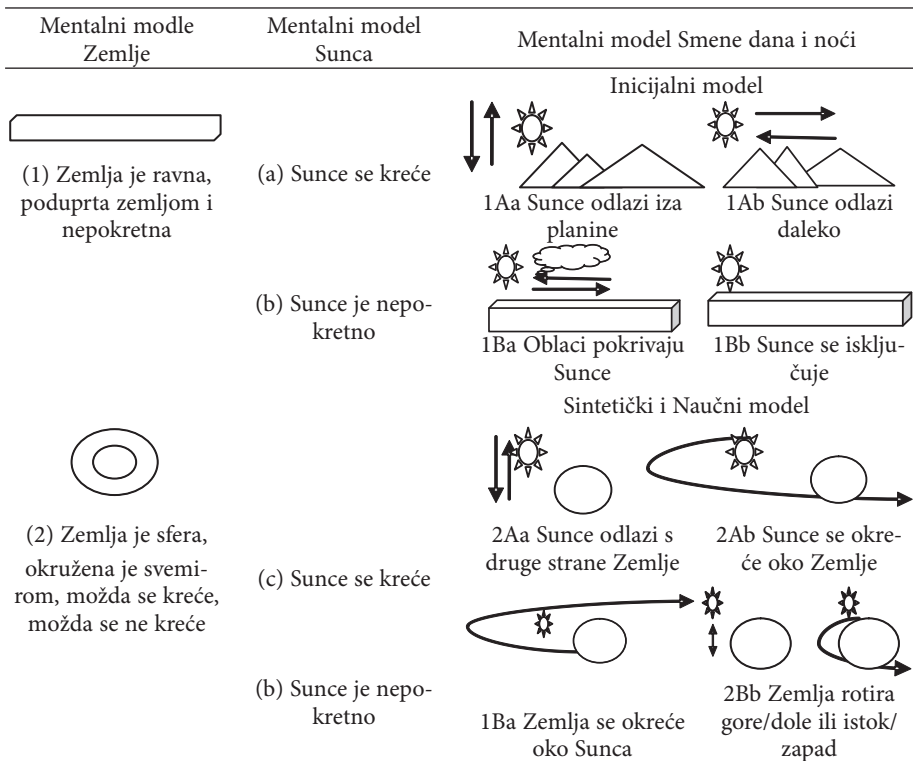 Mentalni modle
Zemlje
Mentalni model
Sunca
Mentalni model Smene dana i noći
Inicijalni model
(1) Zemlja je ravna,
poduprta zemljom i
nepokretna
(a) Sunce se kreće
1Aa Sunce odlazi iza
planine
1Ab Sunce odlazi
daleko
(b) Sunce je nepo-
kretno
1Ba Oblaci pokrivaju
Sunce
1Bb Sunce se isklju-
čuje
Sintetički i Naučni model
(2) Zemlja je sfera,
okružena je svemi-
rom, možda se kreće,
možda se ne kreće
(c) Sunce se kreće
2Aa Sunce odlazi s
druge strane Zemlje
2Ab Sunce se okre-
će oko Zemlje
(b) Sunce je nepo-
kretno
1Ba Zemlja se okreće
oko Sunca
2Bb Zemlja rotira
gore/dole ili istok/
zapad